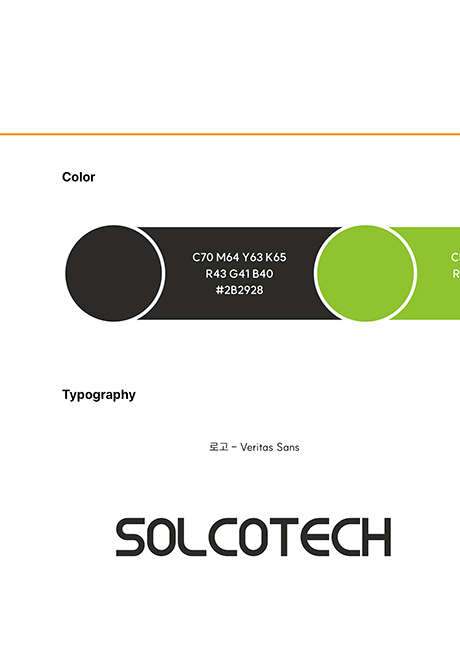 Color
C70 M64 Y63 K65
R43 G41 B40
#2B2928
C
R
Typography
로고 - Veritas Sans
SOLCOTECH